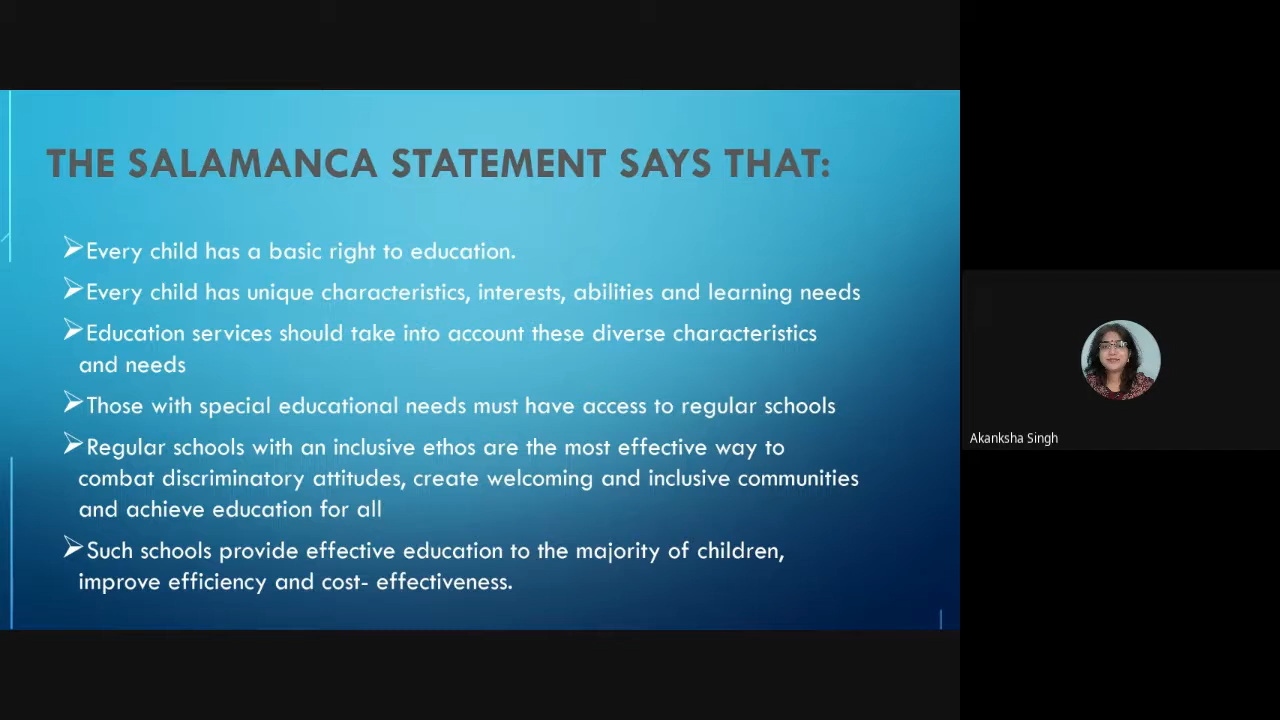 THE SALAMANCA STATEMENT SAYS THAT:
➢Every child has a basic right to education.
➢Every child has unique characteristics, interests, abilities and learning needs
➢Education services should take into account these diverse characteristics
and needs
➢Those with special educational needs must have access to regular schools
➢Regular schools with an inclusive ethos are the most effective way to
combat discriminatory attitudes, create welcoming and inclusive communities
and achieve education for all
➢Such schools provide effective education to the majority of children,
improve efficiency and cost- effectiveness.
Akanksha Singh